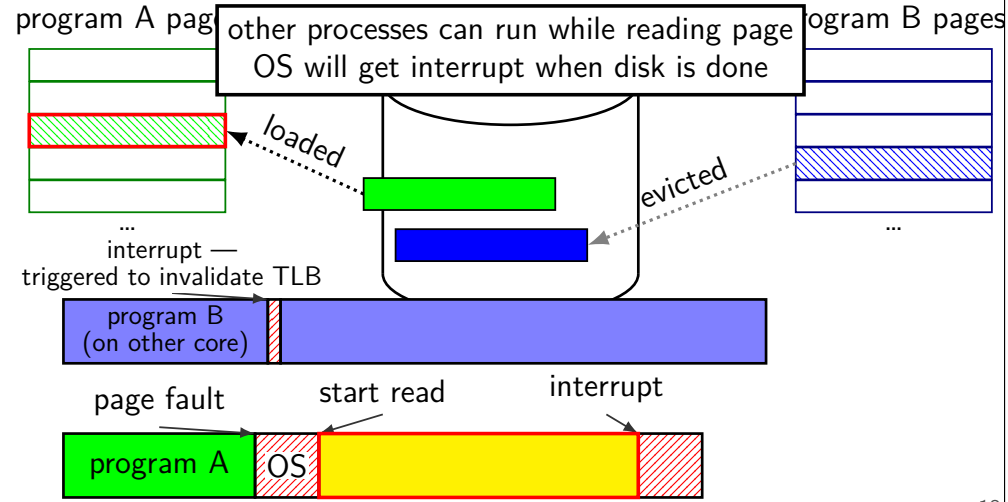 program A pag
other processes can run while reading page
OS will get interrupt when disk is done
rogram B pages
loaded
evicted
...
...
interrupt —
triggered to invalidate TLB
program B
(on other core)
page fault
start read
interrupt
program A
OS